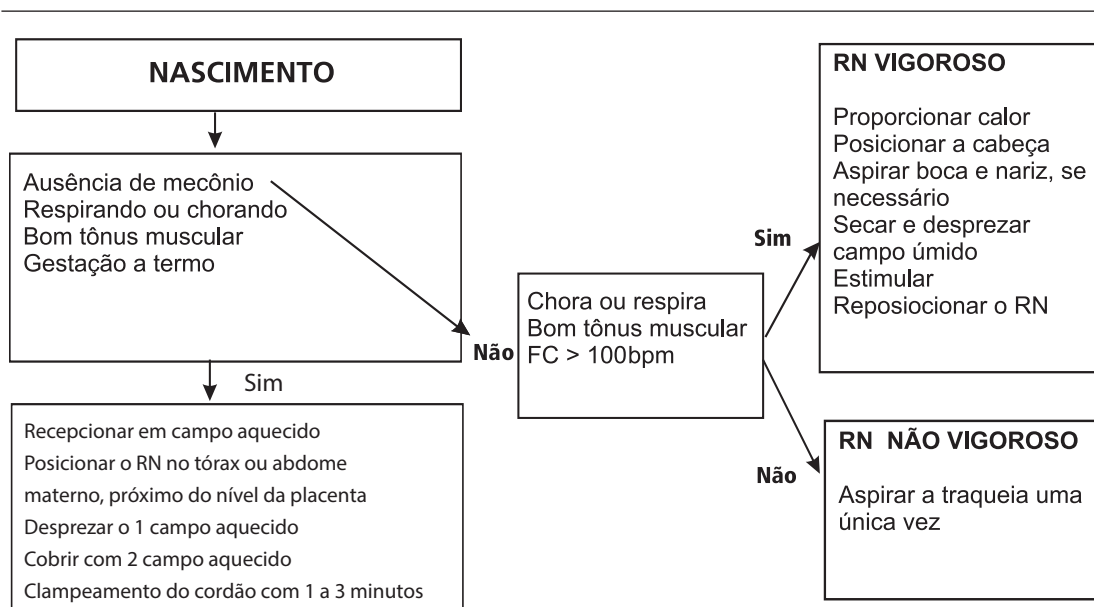 NASCIMENTO
Ausência de mecônio
Respirando ou chorando
Bom tônus muscular
Gestação a termo
Sim
Recepcionar em campo aquecido
Posicionar o RN no tórax ou abdome
materno, próximo do nível da placenta
Desprezar o 1 campo aquecido
Cobrir com 2 campo aquecido
Clampeamento do cordão com 1 a 3 minutos
Não
Chora ou respira
Bom tônus muscular
FC > 100bpm
Sim
RN VIGOROSO
Proporcionar calor
Posicionar a cabeça
Aspirar boca e nariz, se
necessário
Secar e desprezar
campo úmido
Estimular
Reposiocionar o RN
Não
RN NÃO VIGOROSO
Aspirar a traqueia uma
única vez